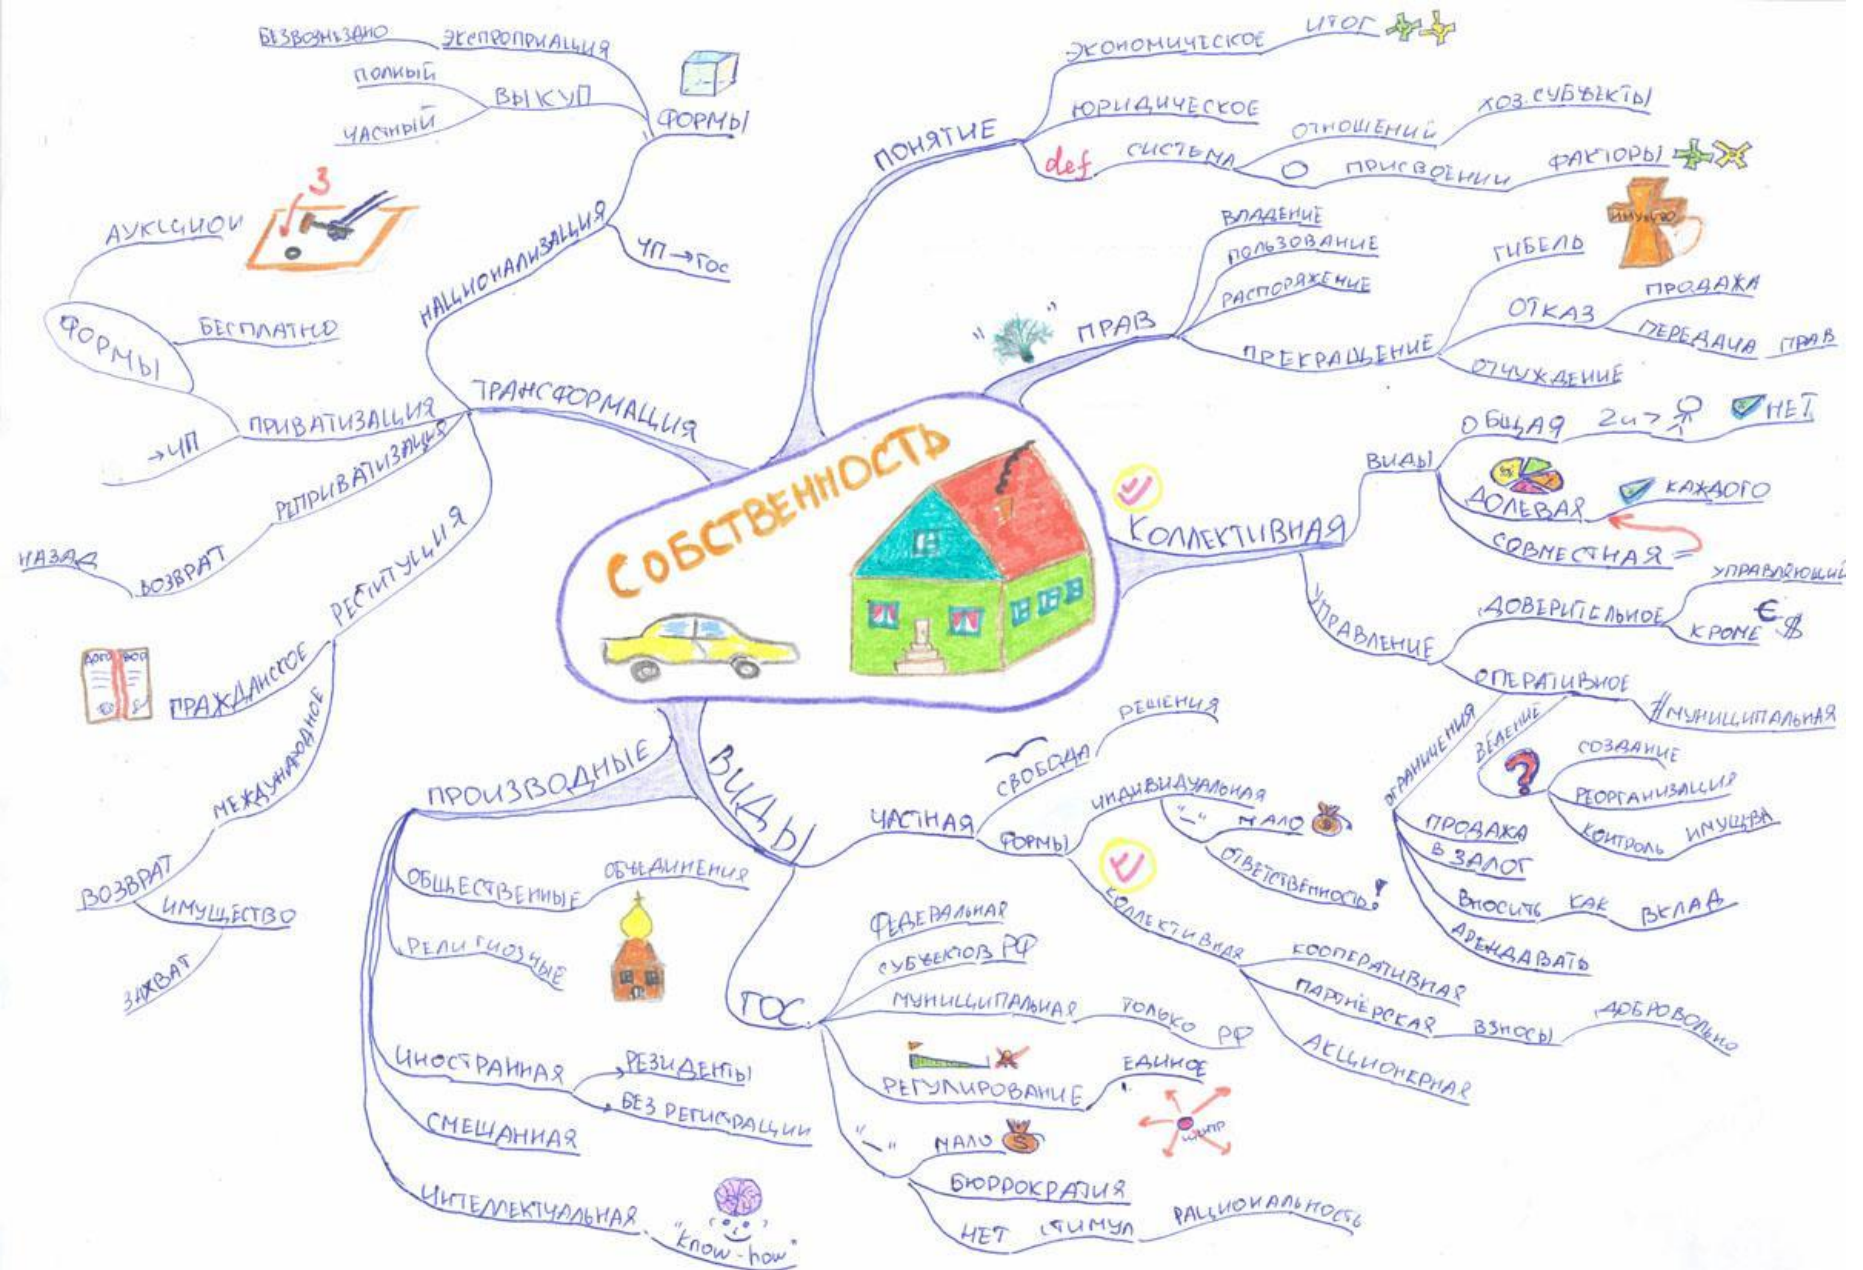 СОБСТВЕННОСТЬ
ПОНЯТИЕ
ЭКОНОМИЧЕСКОЕ
ИТОГ
ЮРИДИЧЕСКОЕ
def
СИСТЕМА
ОТНОШЕНИЙ
ХОЗ. СУБЪЕКТЫ
О
ПРИСВОЕНИИ
ФАКТОРЫ
"
"
ПРАВ
ВЛАДЕНИЕ
ПОЛЬЗОВАНИЕ
РАСПОРЯЖЕНИЕ
ПРЕКРАЩЕНИЕ
ГИБЕЛЬ
ОТКАЗ
ПРОДАЖА
ПЕРЕДАЧА ПРАВ
ОТЧУЖДЕНИЕ
КОЛЛЕКТИВНАЯ
ВИДЫ
ОБЩАЯ
2 и >
НЕТ
ДОЛЕВАЯ
КАЖДОГО
СОВМЕСТНАЯ =
УПРАВЛЕНИЕ
ДОВЕРИТЕЛЬНОЕ
УПРАВЛЯЮЩИЙ
КРОМЕ € $
ОПЕРАТИВНОЕ
// МУНИЦИПАЛЬНАЯ
ВЕДЕНИЕ
?
СОЗДАНИЕ
РЕОРГАНИЗАЦИЯ
КОНТРОЛЬ ИМУЩВА
ОГРАНИЧЕНИЯ
ПРОДАЖА
В ЗАЛОГ
ВНОСИТЬ КАК ВКЛАД
АРЕНДАВАТЬ
ВИДЫ
ЧАСТНАЯ
СВОБОДА
РЕШЕНИЯ
ФОРМЫ
ИНДИВИДУАЛЬНАЯ
"–"
МАЛО $
ОТВЕТСТВЕННОСТЬ!
КОЛЛЕКТИВНАЯ
КООПЕРАТИВНАЯ
ПАРТНЁРСКАЯ ВЗНОСЫ ДОБРОВОЛЬНО
АКЦИОНЕРНАЯ
ГОС.
ФЕДЕРАЛЬНАЯ
СУБЪЕКТОВ РФ
МУНИЦИПАЛЬНАЯ ТОЛЬКО РФ
РЕГУЛИРОВАНИЕ
ЕДИНОЕ
"–"
МАЛО $
БЮРРОКРАТИЯ
НЕТ СТИМУЛ РАЦИОНАЛЬНОСТЬ
ПРОИЗВОДНЫЕ
ОБЩЕСТВЕННЫЕ
ОБЪЕДИНЕНИЯ
РЕЛИГИОЗНЫЕ
ИНОСТРАННАЯ
РЕЗИДЕНТЫ
БЕЗ РЕГИСТРАЦИИ
СМЕШАННАЯ
ИНТЕЛЛЕКТУАЛЬНАЯ
"know-how"
ТРАНСФОРМАЦИЯ
НАЦИОНАЛИЗАЦИЯ
ФОРМЫ
ЭКСПРОПРИАЦИЯ
БЕЗВОЗМЕЗДНО
ВЫКУП
ПОЛНЫЙ
ЧАСТНЫЙ
ЧП → ГОС
ПРИВАТИЗАЦИЯ
ФОРМЫ
АУКЦИОН
3
БЕСПЛАТНО
→ ЧП
РЕПРИВАТИЗАЦИЯ
ВОЗВРАТ
НАЗАД
РЕСТИТУЦИЯ
ГРАЖДАНСКОЕ
МЕЖДУНАРОДНОЕ
ВОЗВРАТ
ИМУЩЕСТВО
ЗАХВАТ